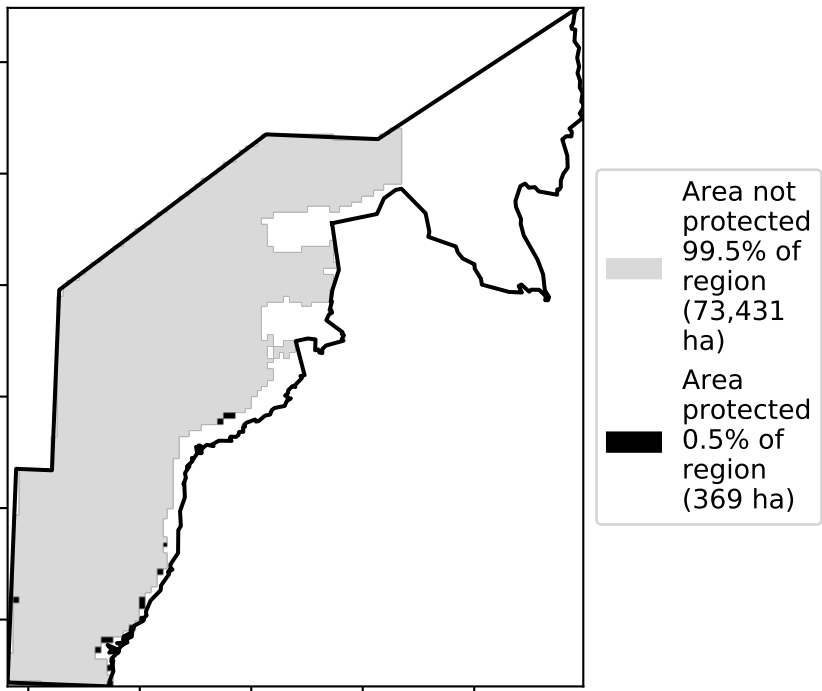 Area not
protected
99.5% of
region
(73,431
ha)
Area
protected
0.5% of
region
(369 ha)